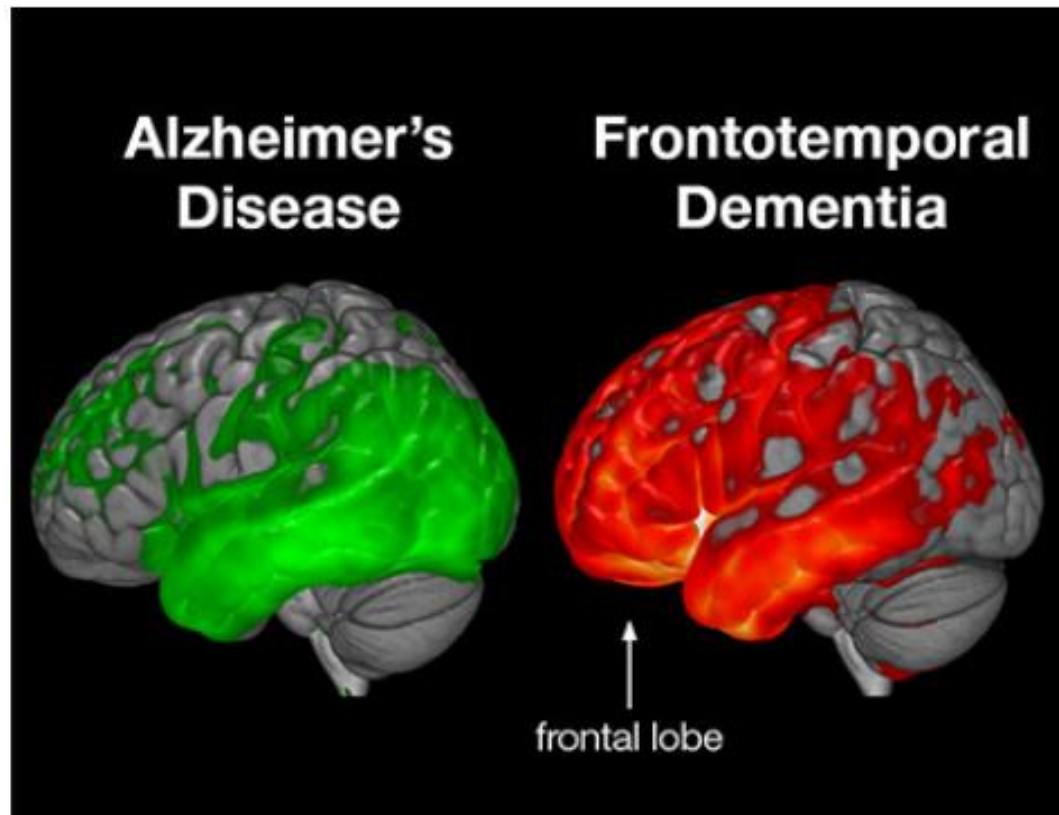 Alzheimer's
Disease
Frontotemporal
Dementia
frontal lobe